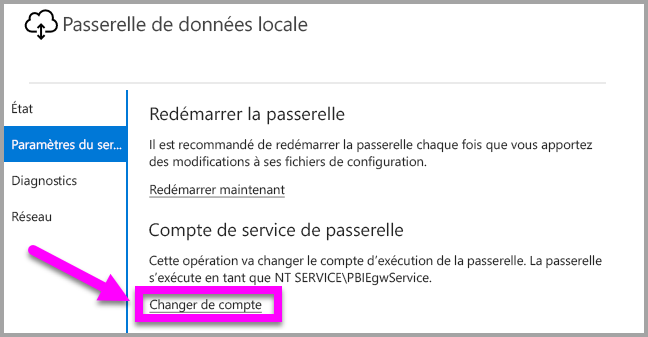 Passerelle de données locale
État
Paramètres du ser...
Diagnostics
Réseau
Redémarrer la passerelle
Il est recommandé de redémarrer la passerelle chaque fois que vous apportez
des modifications à ses fichiers de configuration.
Redémarrer maintenant
Compte de service de passerelle
Cette opération va changer le compte d'exécution de la passerelle. La passerelle
s'exécute en tant que NT SERVICE\PBIEgwService.
Changer de compte